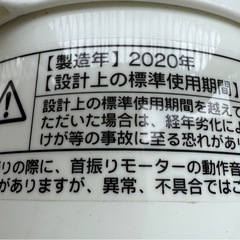 【製造年】2020年
【設計上の標準使用期間】
設計上の標準使用期間を越えて
ただいた場合は、経年劣化によ
けが等の事故に至る恐れがあり
りの際に、首振りモーターの動作音
がありますが、異常、不具合ではご